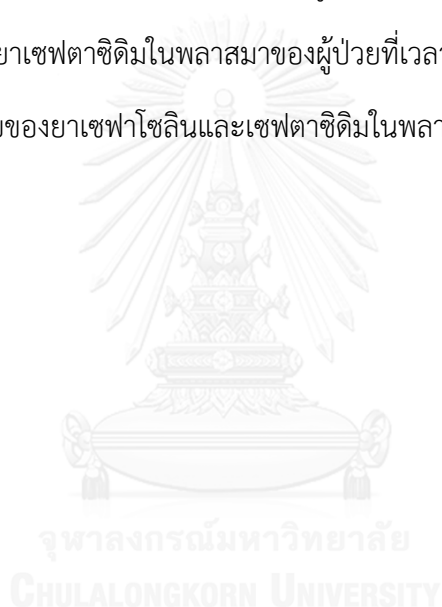 ยาเซฟตาซิดิมในพลาสมาของผู้ป่วยที่เวลา
ของยาเซฟาโซลินและเซฟตาซิดิมในพลา
จุฬาลงกรณ์มหาวิทยาลัย
CHULALONGKORN UNIVERSITY